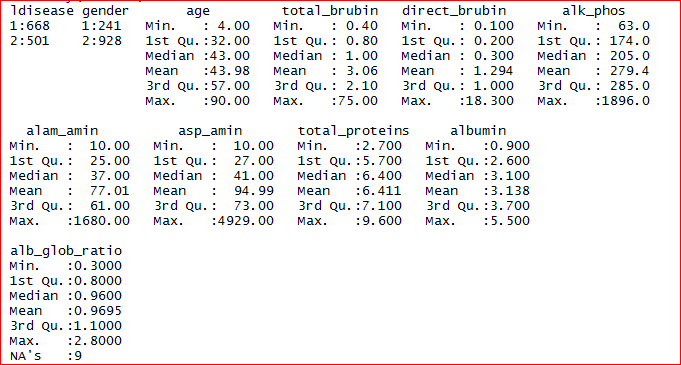 ldisease gender age total_brubin direct_brubin alk_phos
1:668 1:241 Min. : 4.00 Min. : 0.40 Min. : 0.100 Min. : 63.0
2:501 2:928 1st Qu.:32.00 1st Qu.: 0.80 1st Qu.: 0.200 1st Qu.: 174.0
Median :43.00 Median : 1.00 Median : 0.300 Median : 205.0
Mean :43.98 Mean : 3.06 Mean : 1.294 Mean : 279.4
3rd Qu.:57.00 3rd Qu.: 2.10 3rd Qu.: 1.000 3rd Qu.: 285.0
Max. :90.00 Max. :75.00 Max. :18.300 Max. :1896.0
alam_amin asp_amin total_proteins albumin
Min. : 10.00 Min. : 10.00 Min. :2.700 Min. :0.900
1st Qu.: 25.00 1st Qu.: 27.00 1st Qu.:5.700 1st Qu.:2.600
Median : 37.00 Median : 41.00 Median :6.400 Median :3.100
Mean : 77.01 Mean : 94.99 Mean :6.411 Mean :3.138
3rd Qu.: 61.00 3rd Qu.: 73.00 3rd Qu.:7.100 3rd Qu.:3.700
Max. :1680.00 Max. :4929.00 Max. :9.600 Max. :5.500
alb_glob_ratio
Min. :0.3000
1st Qu.:0.8000
Median :0.9600
Mean :0.9695
3rd Qu.:1.1000
Max. :2.8000
NA's :9